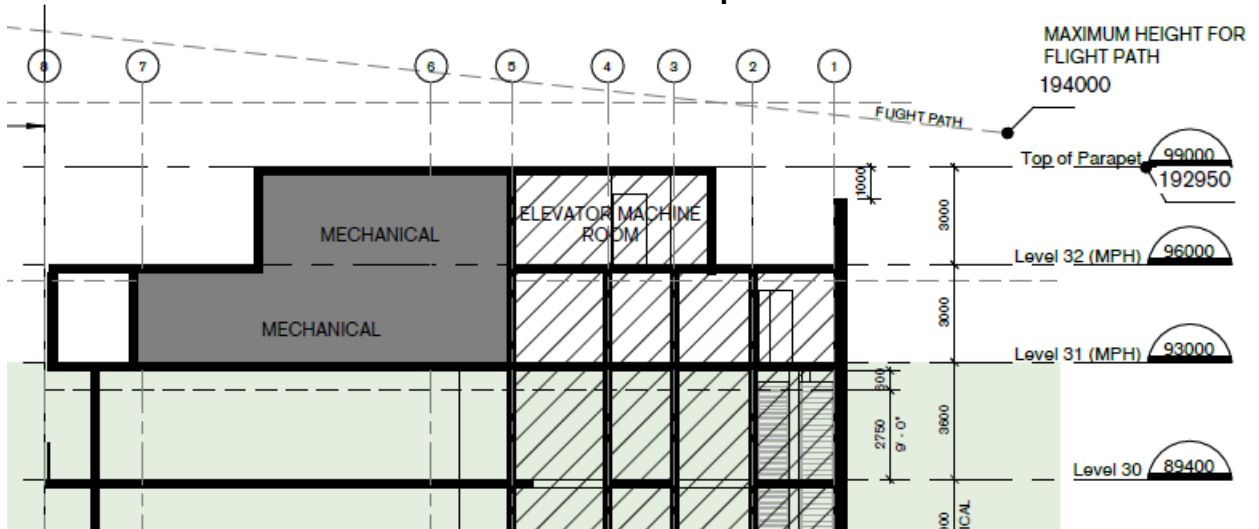 MAXIMUM HEIGHT FOR
FLIGHT PATH
194000
8
7
6
5
4
3
2
1
FLIGHT PATH
Top of Parapet
99000
192950
1000
3000
ELEVATOR MACHINE
ROOM
MECHANICAL
Level 32 (MPH)
96000
3000
MECHANICAL
Level 31 (MPH)
93000
3600
2750
9' - 0"
Level 30
89400
ICAL